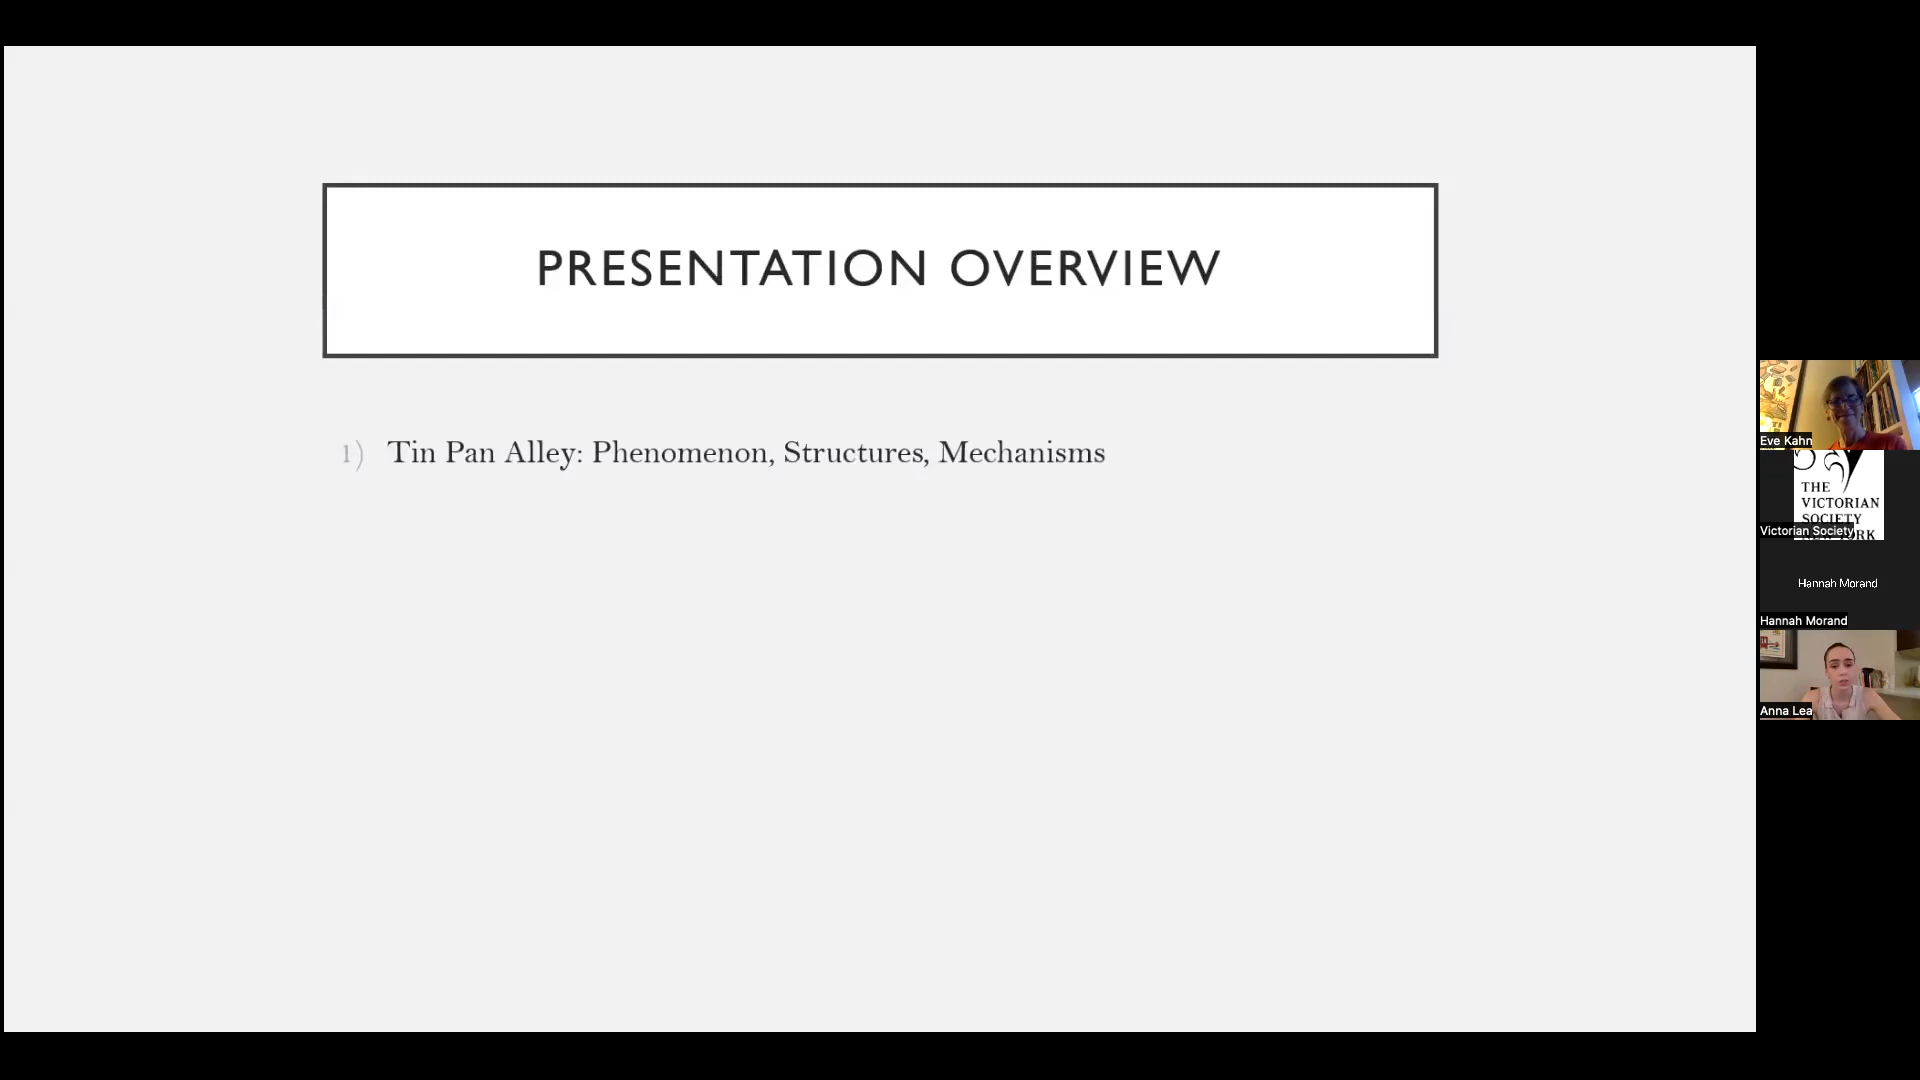 PRESENTATION OVERVIEW
1) Tin Pan Alley: Phenomenon, Structures, Mechanisms
Eve Kahn
THE
VICTORIAN
SOCIETY
Victorian Society
Hannah Morand
Hannah Morand
Anna Lea